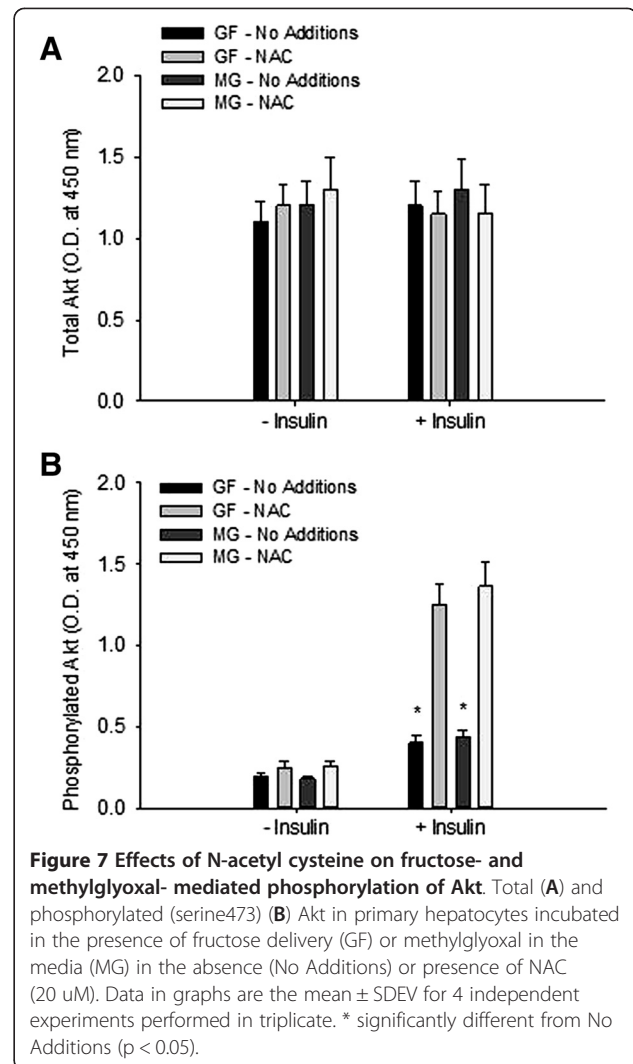 A
GF - No Additions
GF - NAC
MG - No Additions
MG - NAC
Total Akt (O.D. at 450 nm)
2.0
1.5
1.0
0.5
0.0
- Insulin
+ Insulin
B
GF - No Additions
GF - NAC
MG - No Additions
MG - NAC
Phosphorylated Akt (O.D. at 450 nm)
2.0
1.5
1.0
0.5
0.0
*
*
- Insulin
+ Insulin
Figure 7 Effects of N-acetyl cysteine on fructose- and
methylglyoxal- mediated phosphorylation of Akt. Total (A) and
phosphorylated (serine473) (B) Akt in primary hepatocytes incubated
in the presence of fructose delivery (GF) or methylglyoxal in the
media (MG) in the absence (No Additions) or presence of NAC
(20 uM). Data in graphs are the mean ± SDEV for 4 independent
experiments performed in triplicate. * significantly different from No
Additions (p < 0.05).